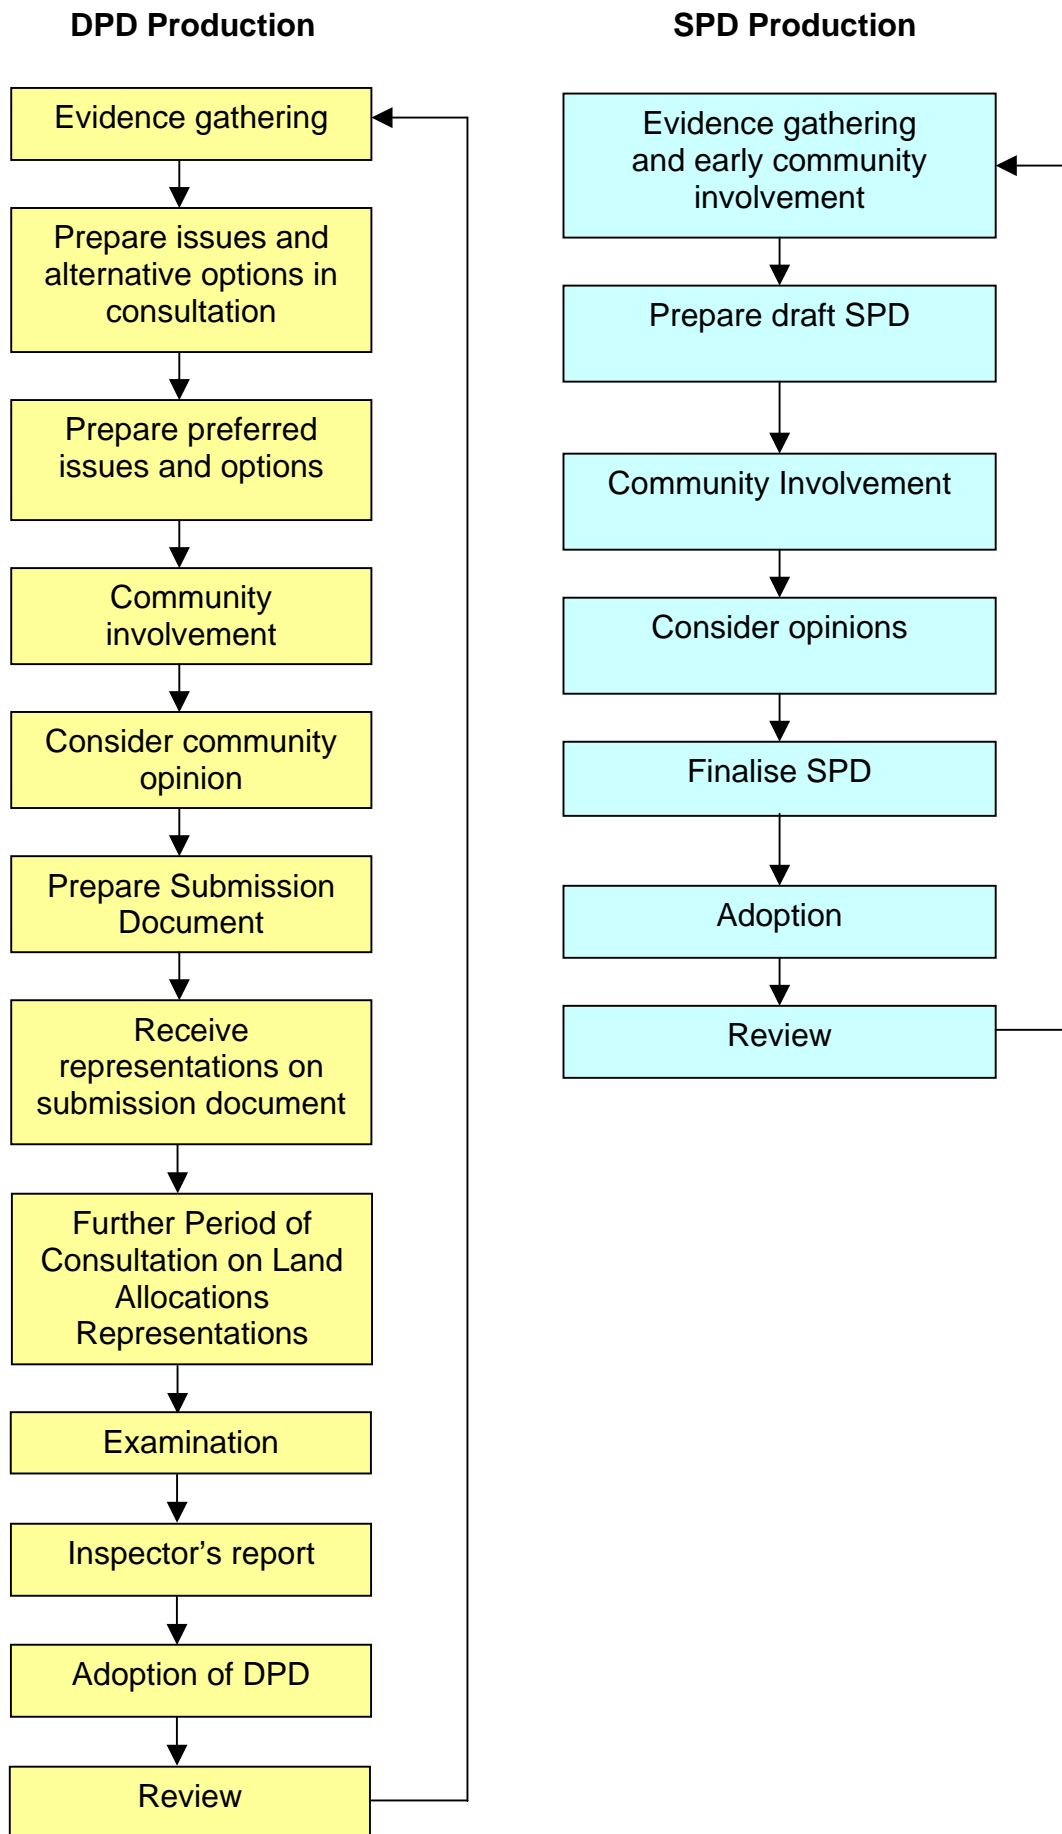 DPD Production
Evidence gathering
Prepare issues and
alternative options in
consultation
Prepare preferred
issues and options
Community
involvement
Consider community
opinion
Prepare Submission
Document
Receive
representations on
submission document
Further Period of
Consultation on Land
Allocations
Representations
Examination
Inspector’s report
Adoption of DPD
Review
SPD Production
Evidence gathering
and early community
involvement
Prepare draft SPD
Community Involvement
Consider opinions
Finalise SPD
Adoption
Review